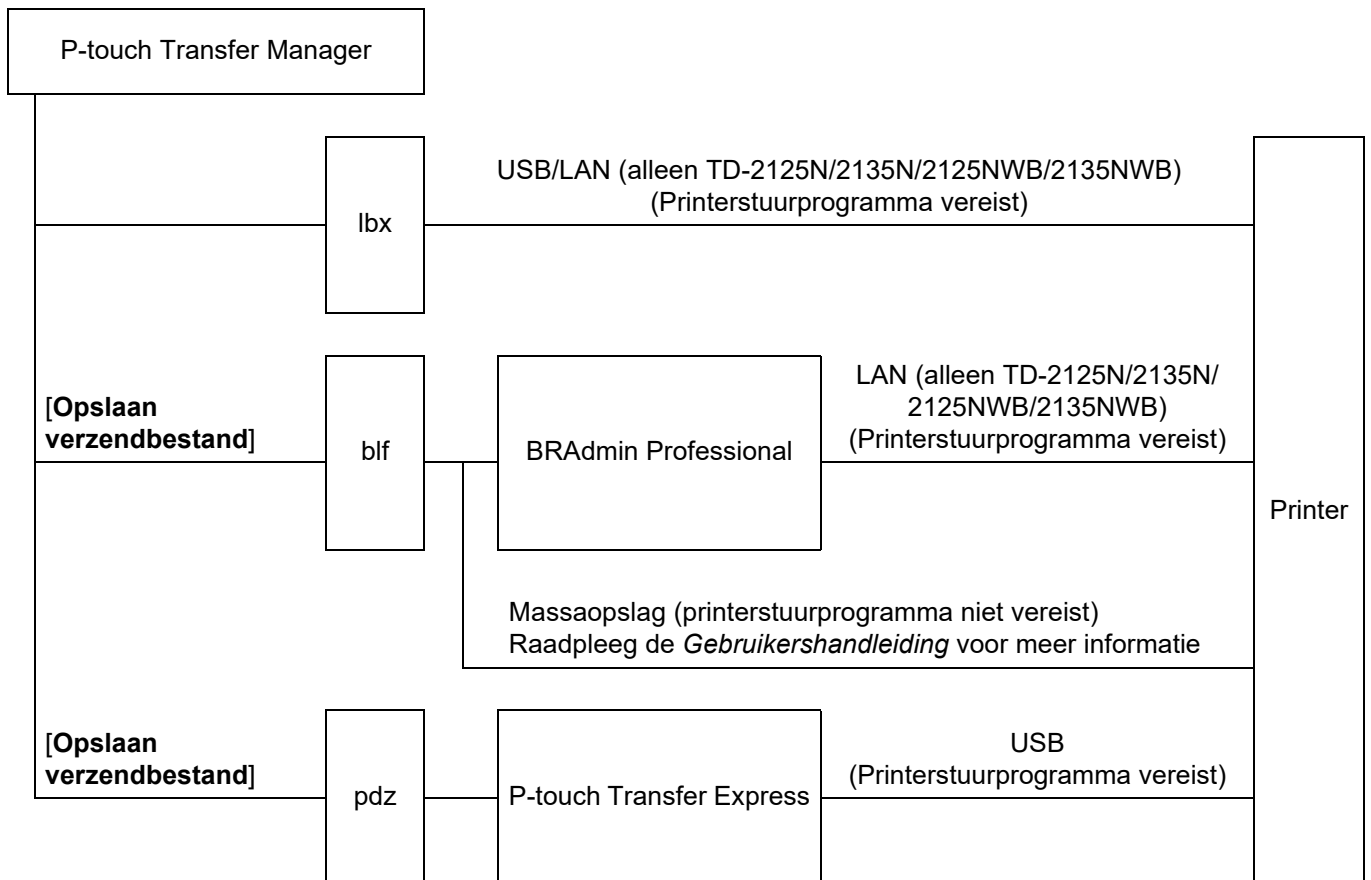 P-touch Transfer Manager
USB/LAN (alleen TD-2125N/2135N/2125NWB/2135NWB)
(Printerstuurprogramma vereist)
lbx
[Opslaan
verzendbestand]
blf
BRAdmin Professional
LAN (alleen TD-2125N/2135N/
2125NWB/2135NWB)
(Printerstuurprogramma vereist)
Printer
Massaopslag (printerstuurprogramma niet vereist)
Raadpleeg de Gebruikershandleiding voor meer informatie
[Opslaan
verzendbestand]
pdz
P-touch Transfer Express
USB
(Printerstuurprogramma vereist)